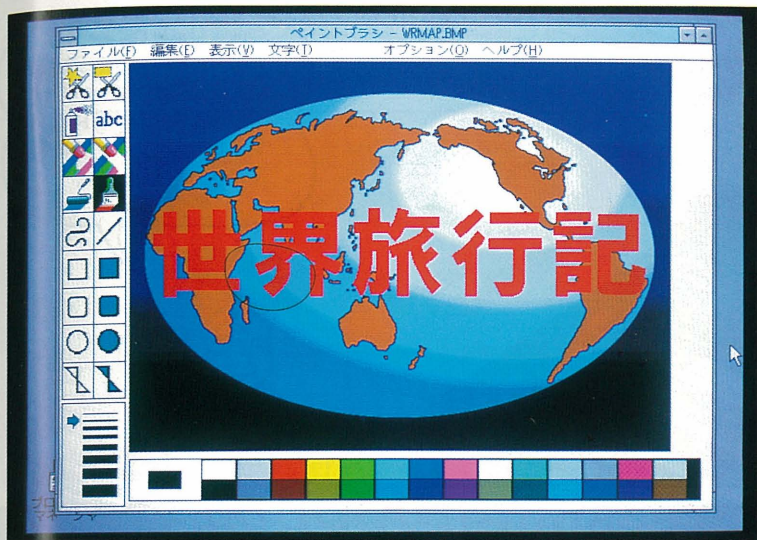 ペイントブラシ - WRMAP.BMP
ファイル(F) 編集(E) 表示(V) 文字(T) オプション(O) ヘルプ(H)
abc
世界旅行記